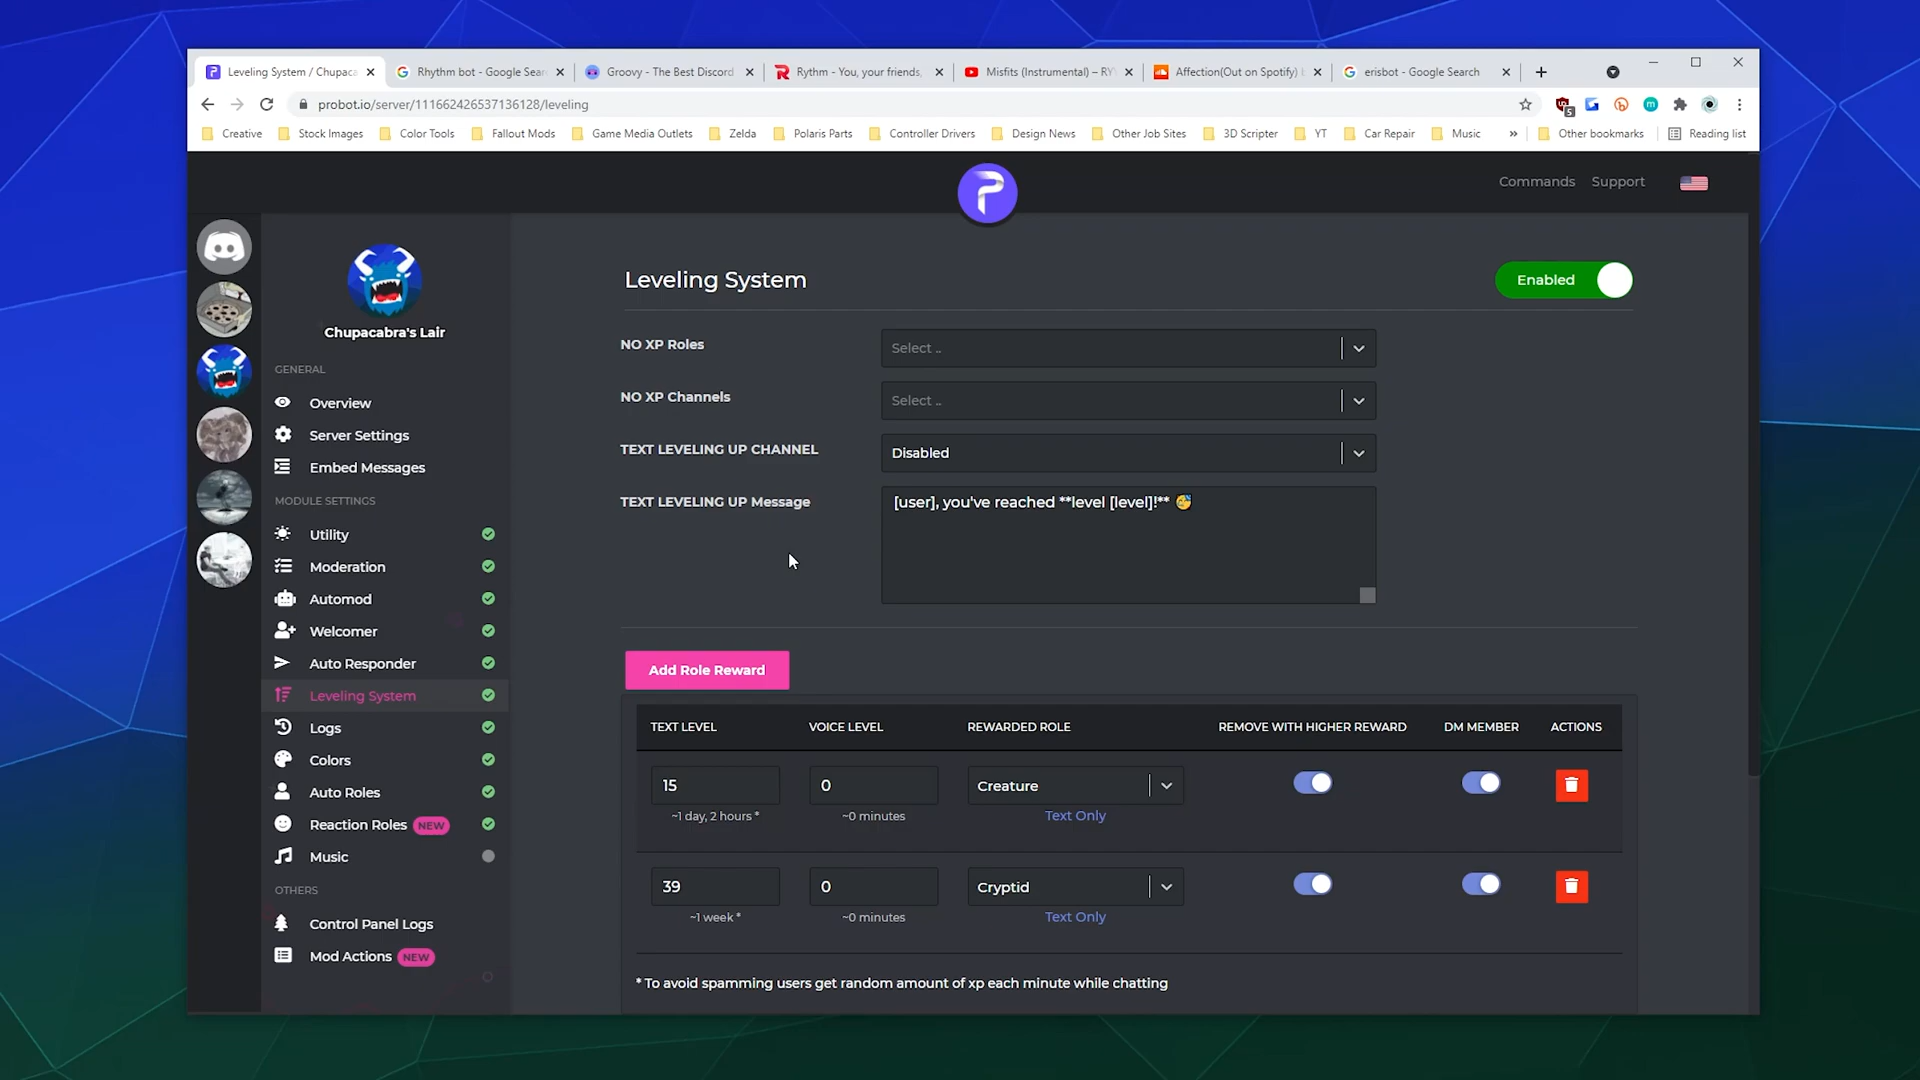 Leveling System / Chupaca
Rhythm bot - Google Sear
Groovy - The Best Discord
Rythm - You, your friends,
Misfits (Instrumental) – RY
Affection(Out on Spotify) b
erisbot - Google Search
probot.io/server/111662426537136128/leveling
5
Creative
Stock Images
Color Tools
Fallout Mods
Game Media Outlets
Zelda
Polaris Parts
Controller Drivers
Design News
Other Job Sites
3D Scripter
YT
Car Repair
Music
»
Other bookmarks
Reading list
Commands
Support
Chupacabra's Lair
GENERAL
Overview
Server Settings
Embed Messages
MODULE SETTINGS
Utility
Moderation
Automod
Welcomer
Auto Responder
Leveling System
Logs
Colors
Auto Roles
Reaction Roles NEW
Music
OTHERS
Control Panel Logs
Mod Actions NEW
Leveling System
Enabled
NO XP Roles
Select ..
NO XP Channels
Select ..
TEXT LEVELING UP CHANNEL
Disabled
TEXT LEVELING UP Message
[user], you've reached **level [level]!** 🥳
Add Role Reward
TEXT LEVEL VOICE LEVEL REWARDED ROLE REMOVE WITH HIGHER REWARD DM MEMBER ACTIONS
15 0 Creature
~1 day, 2 hours * ~0 minutes Text Only
39 0 Cryptid
~1 week * ~0 minutes Text Only
* To avoid spamming users get random amount of xp each minute while chatting